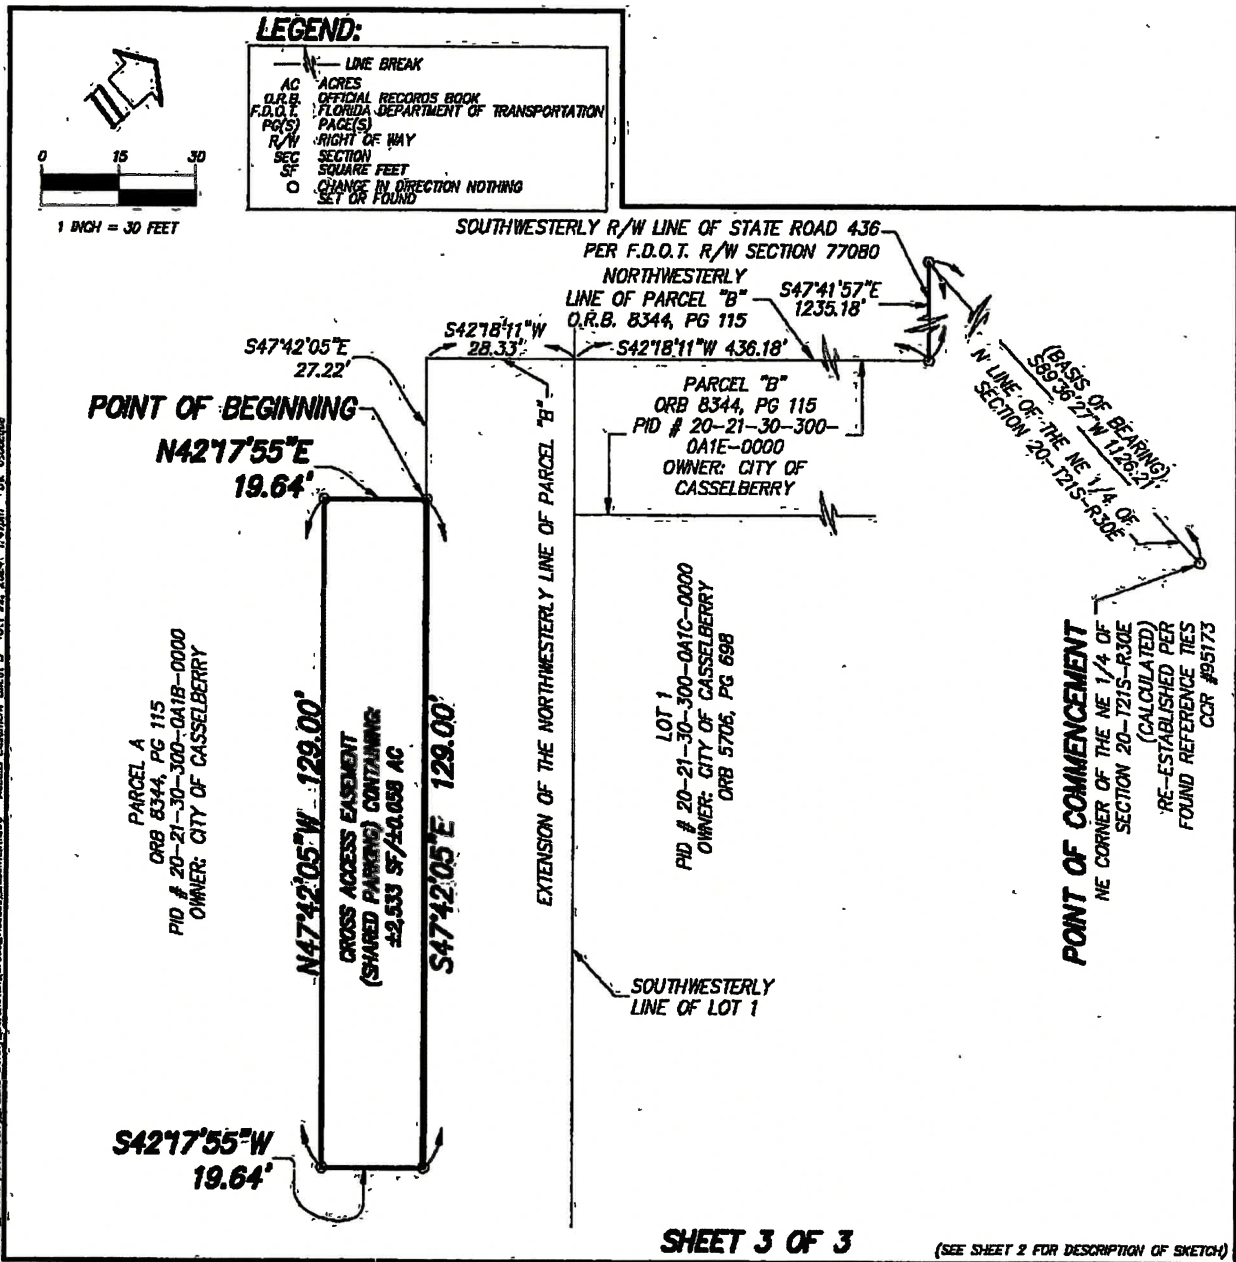 LEGEND:
LINE BREAK
AC ACRES
O.R.B. OFFICIAL RECORDS BOOK
F.D.O.T. FLORIDA DEPARTMENT OF TRANSPORTATION
PG(S) PAGE(S)
R/W RIGHT OF WAY
SEC SECTION
SF SQUARE FEET
CHANGE IN DIRECTION NOTHING
SET OR FOUND
0 15 30
1 INCH = 30 FEET
SOUTHWESTERLY R/W LINE OF STATE ROAD 436
PER F.D.O.T. R/W SECTION 77080
NORTHWESTERLY
LINE OF PARCEL "B"
O.R.B. 8344, PG 115
S47°41'57"E
1235.18'
S42°18'11"W
28.33'
S42°18'11"W 436.18'
S47°42'05"E
27.22'
POINT OF BEGINNING
N42°17'55"E
19.64'
PARCEL "B"
ORB 8344, PG 115
PID # 20-21-30-300-
0A1E-0000
OWNER: CITY OF
CASSELBERRY
(BASIS OF BEARING)
S89°36'27"W 1126.21'
N LINE OF THE NE 1/4 OF
SECTION 20-T21S-R30E
POINT OF COMMENCEMENT
NE CORNER OF THE NE 1/4 OF
SECTION 20-T21S-R30E
(CALCULATED)
RE-ESTABLISHED PER
FOUND REFERENCE TIES
CCR #95173
EXTENSION OF THE NORTHWESTERLY LINE OF PARCEL "B"
LOT 1
PID # 20-21-30-300-0A1C-0000
OWNER: CITY OF CASSELBERRY
ORB 5706, PG 698
PARCEL A
ORB 8344, PG 115
PID # 20-21-30-300-0A1B-0000
OWNER: CITY OF CASSELBERRY
N47°42'05"W 129.00'
CROSS ACCESS EASEMENT
(SHARED PARKING) CONTAINING:
±2,533 SF/±0.058 AC
S47°42'05"E 129.00'
SOUTHWESTERLY
LINE OF LOT 1
S42°17'55"W
19.64'
SHEET 3 OF 3
(SEE SHEET 2 FOR DESCRIPTION OF SKETCH)